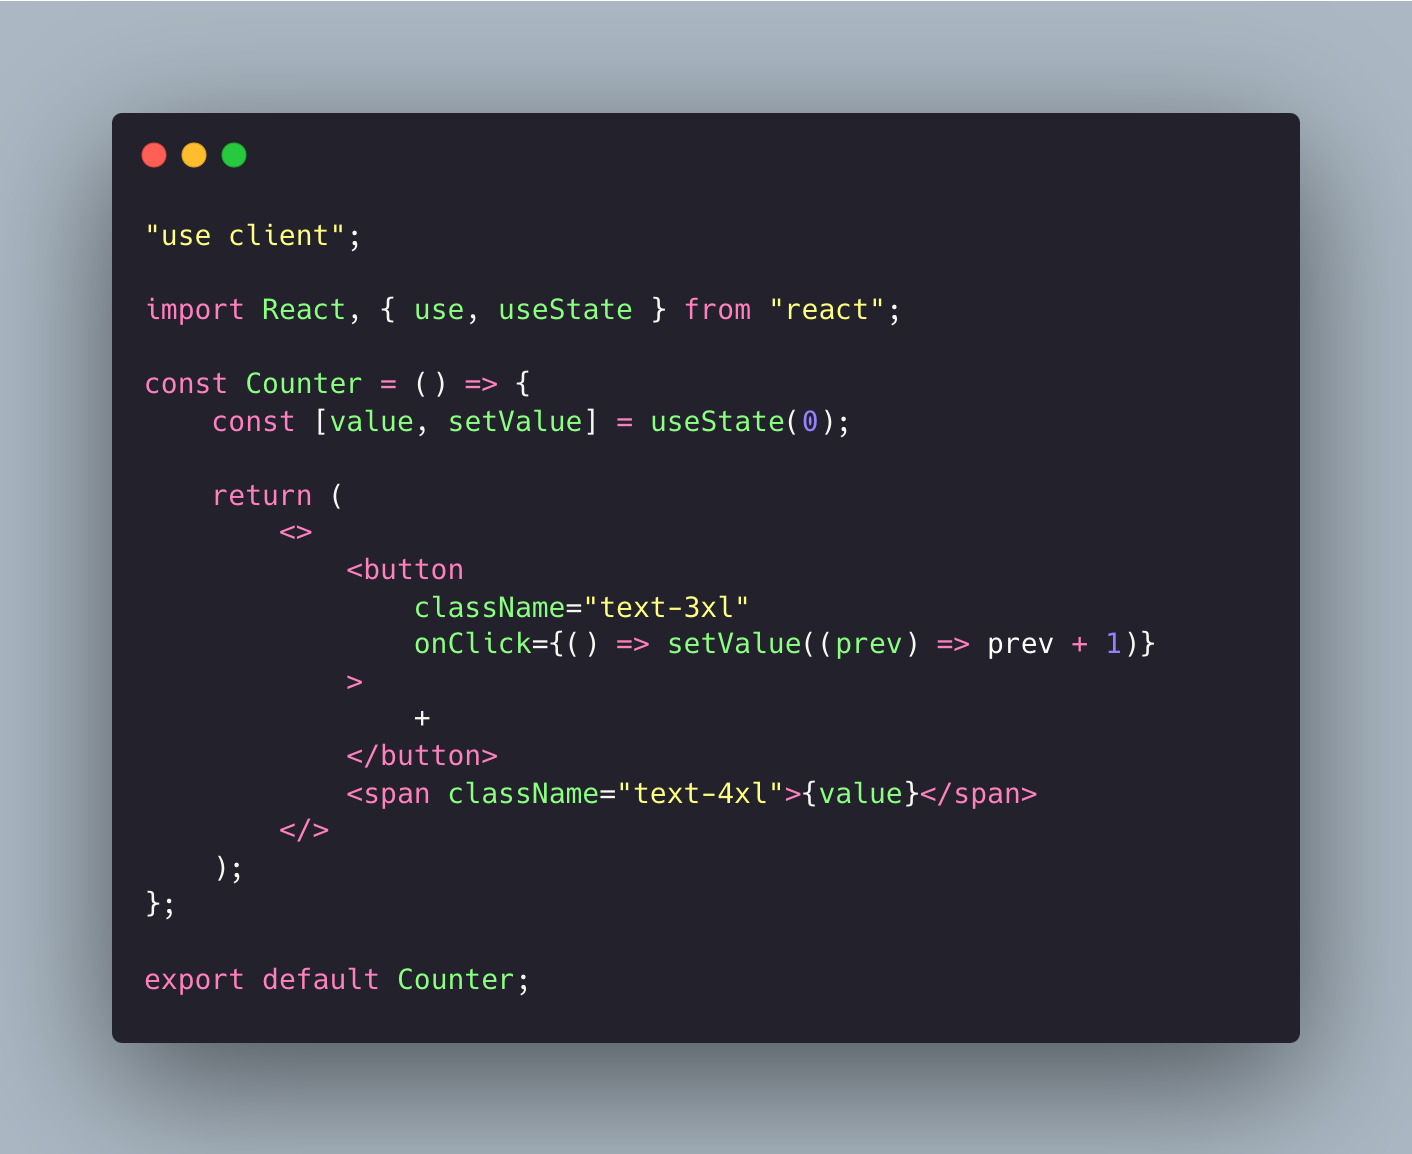 "use client";

import React, { use, useState } from "react";

const Counter = () => {
    const [value, setValue] = useState(0);

    return (
        <>
            <button
                className="text-3xl"
                onClick={() => setValue((prev) => prev + 1)}
            >
                +
            </button>
            <span className="text-4xl">{value}</span>
        </>
    );
};

export default Counter;